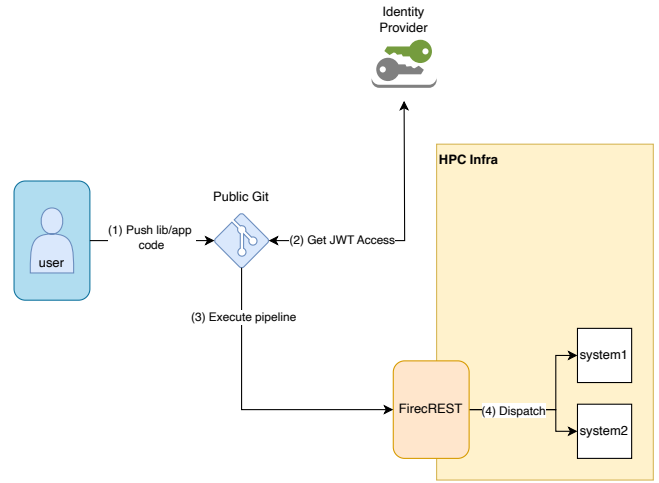 Identity
Provider
HPC Infra
Public Git
(1) Push lib/app
code
(2) Get JWT Access
user
(3) Execute pipeline
system1
FirecREST
(4) Dispatch
system2